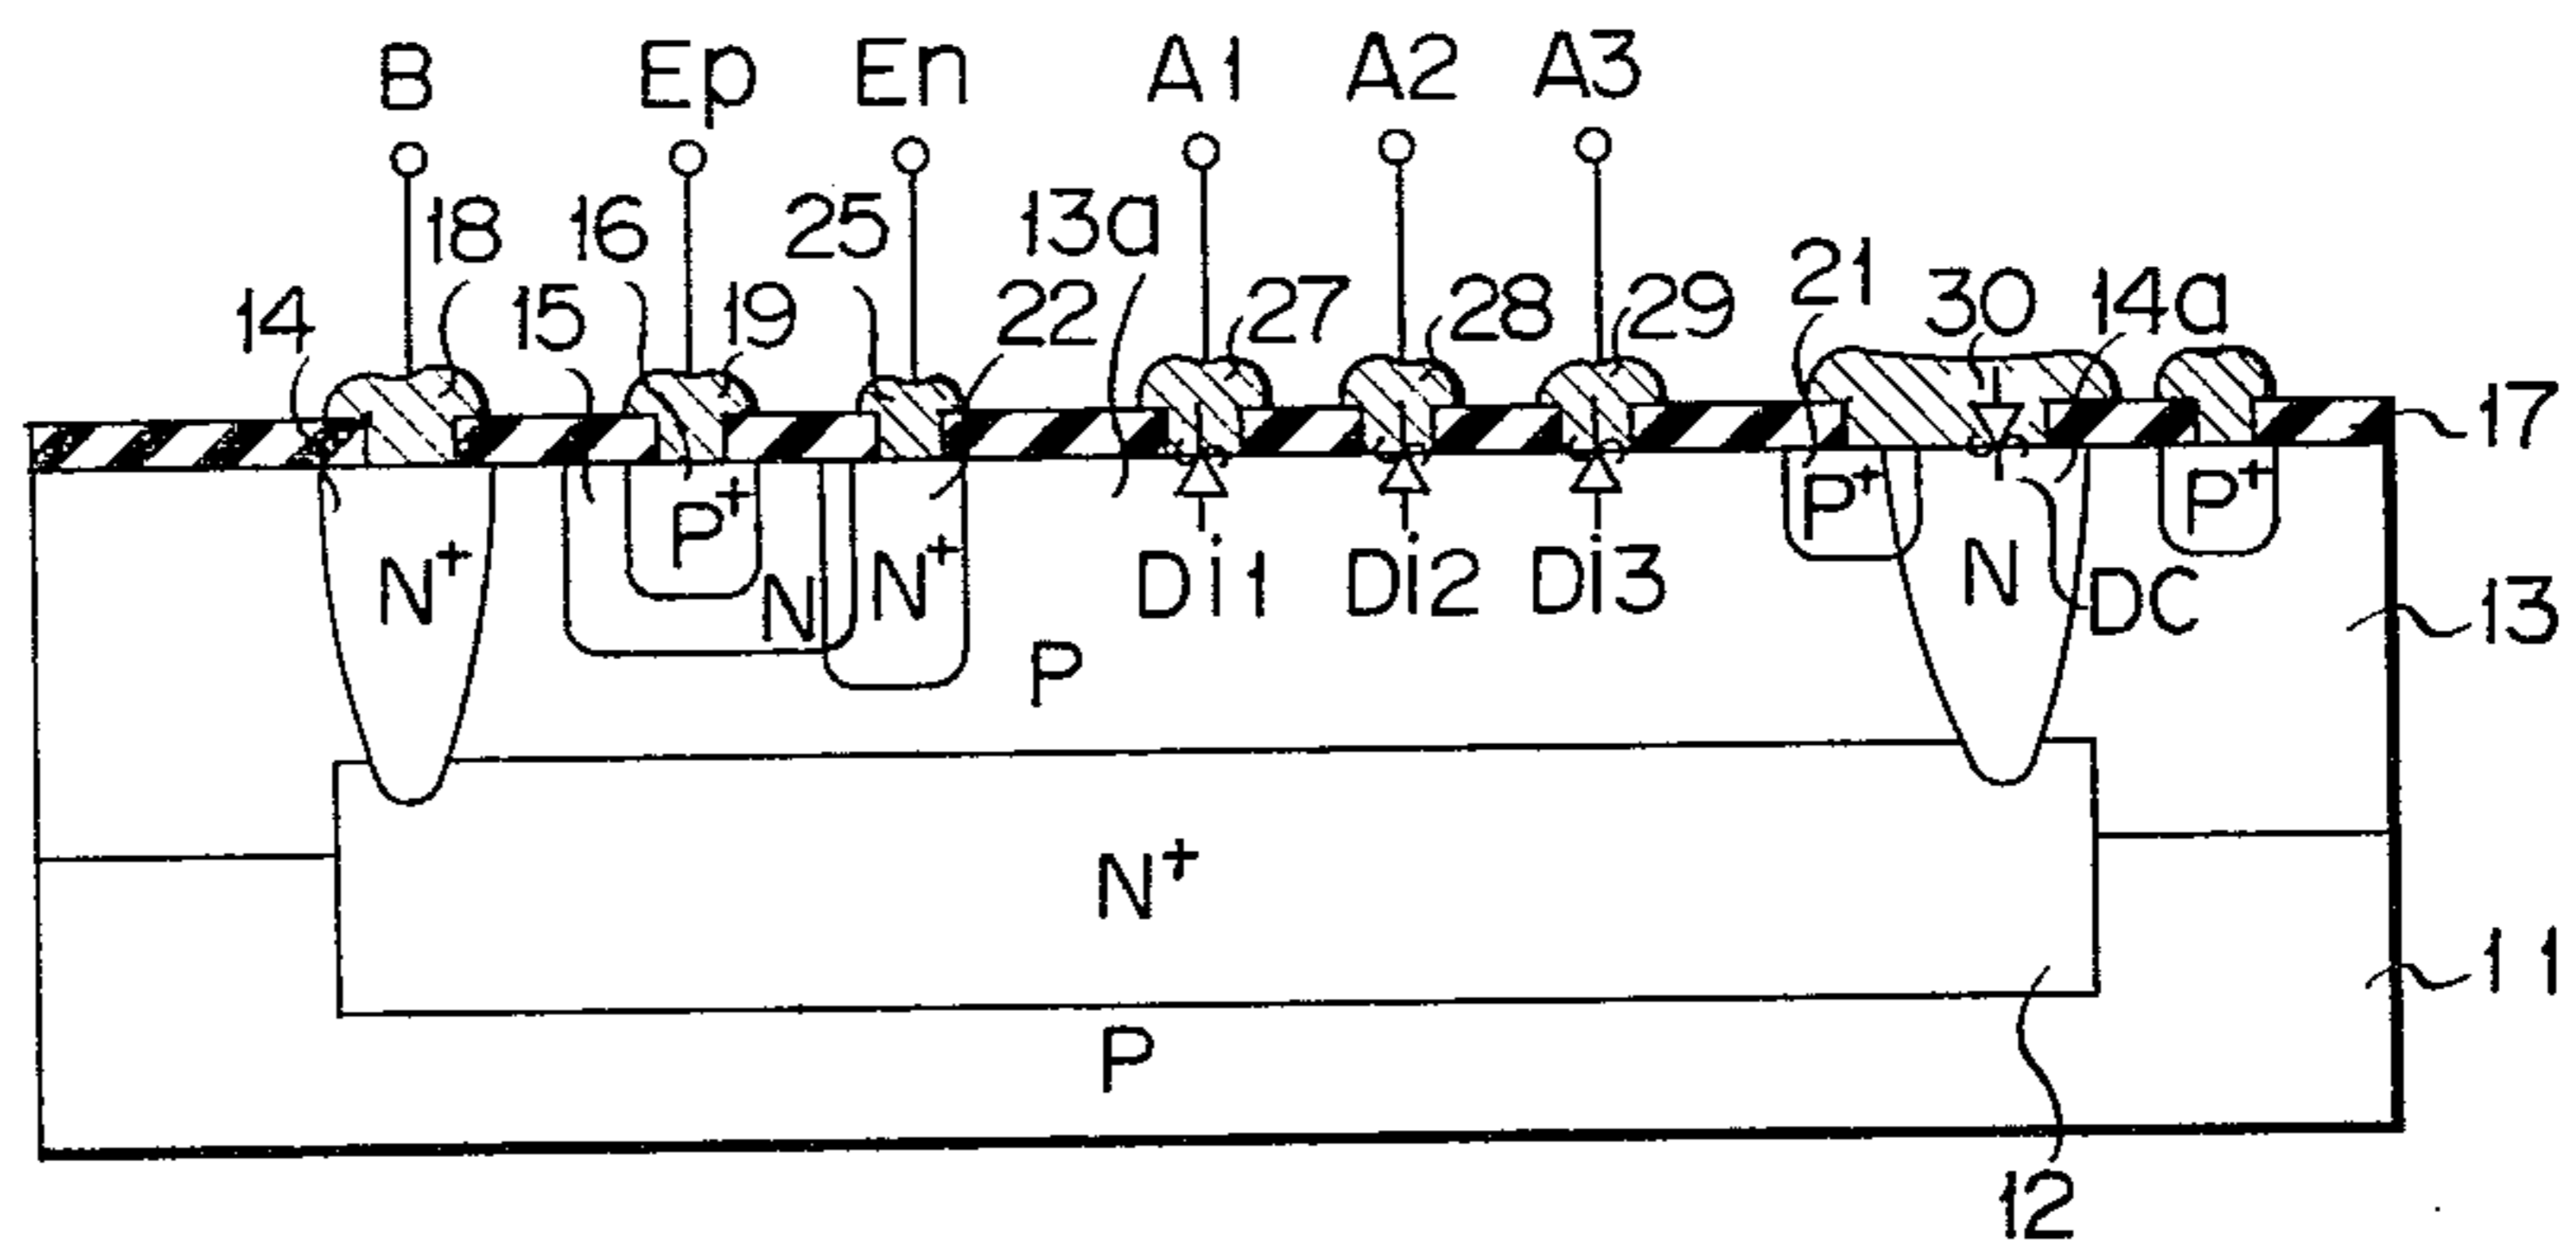 B Ep En A1 A2 A3
18 16 25 13a 21 30 14a
14 15 19 22 27 28 29
17
P+ P+ P+
N+ N N+ Di1 Di2 Di3 N DC 13
P
N+
11
P
12